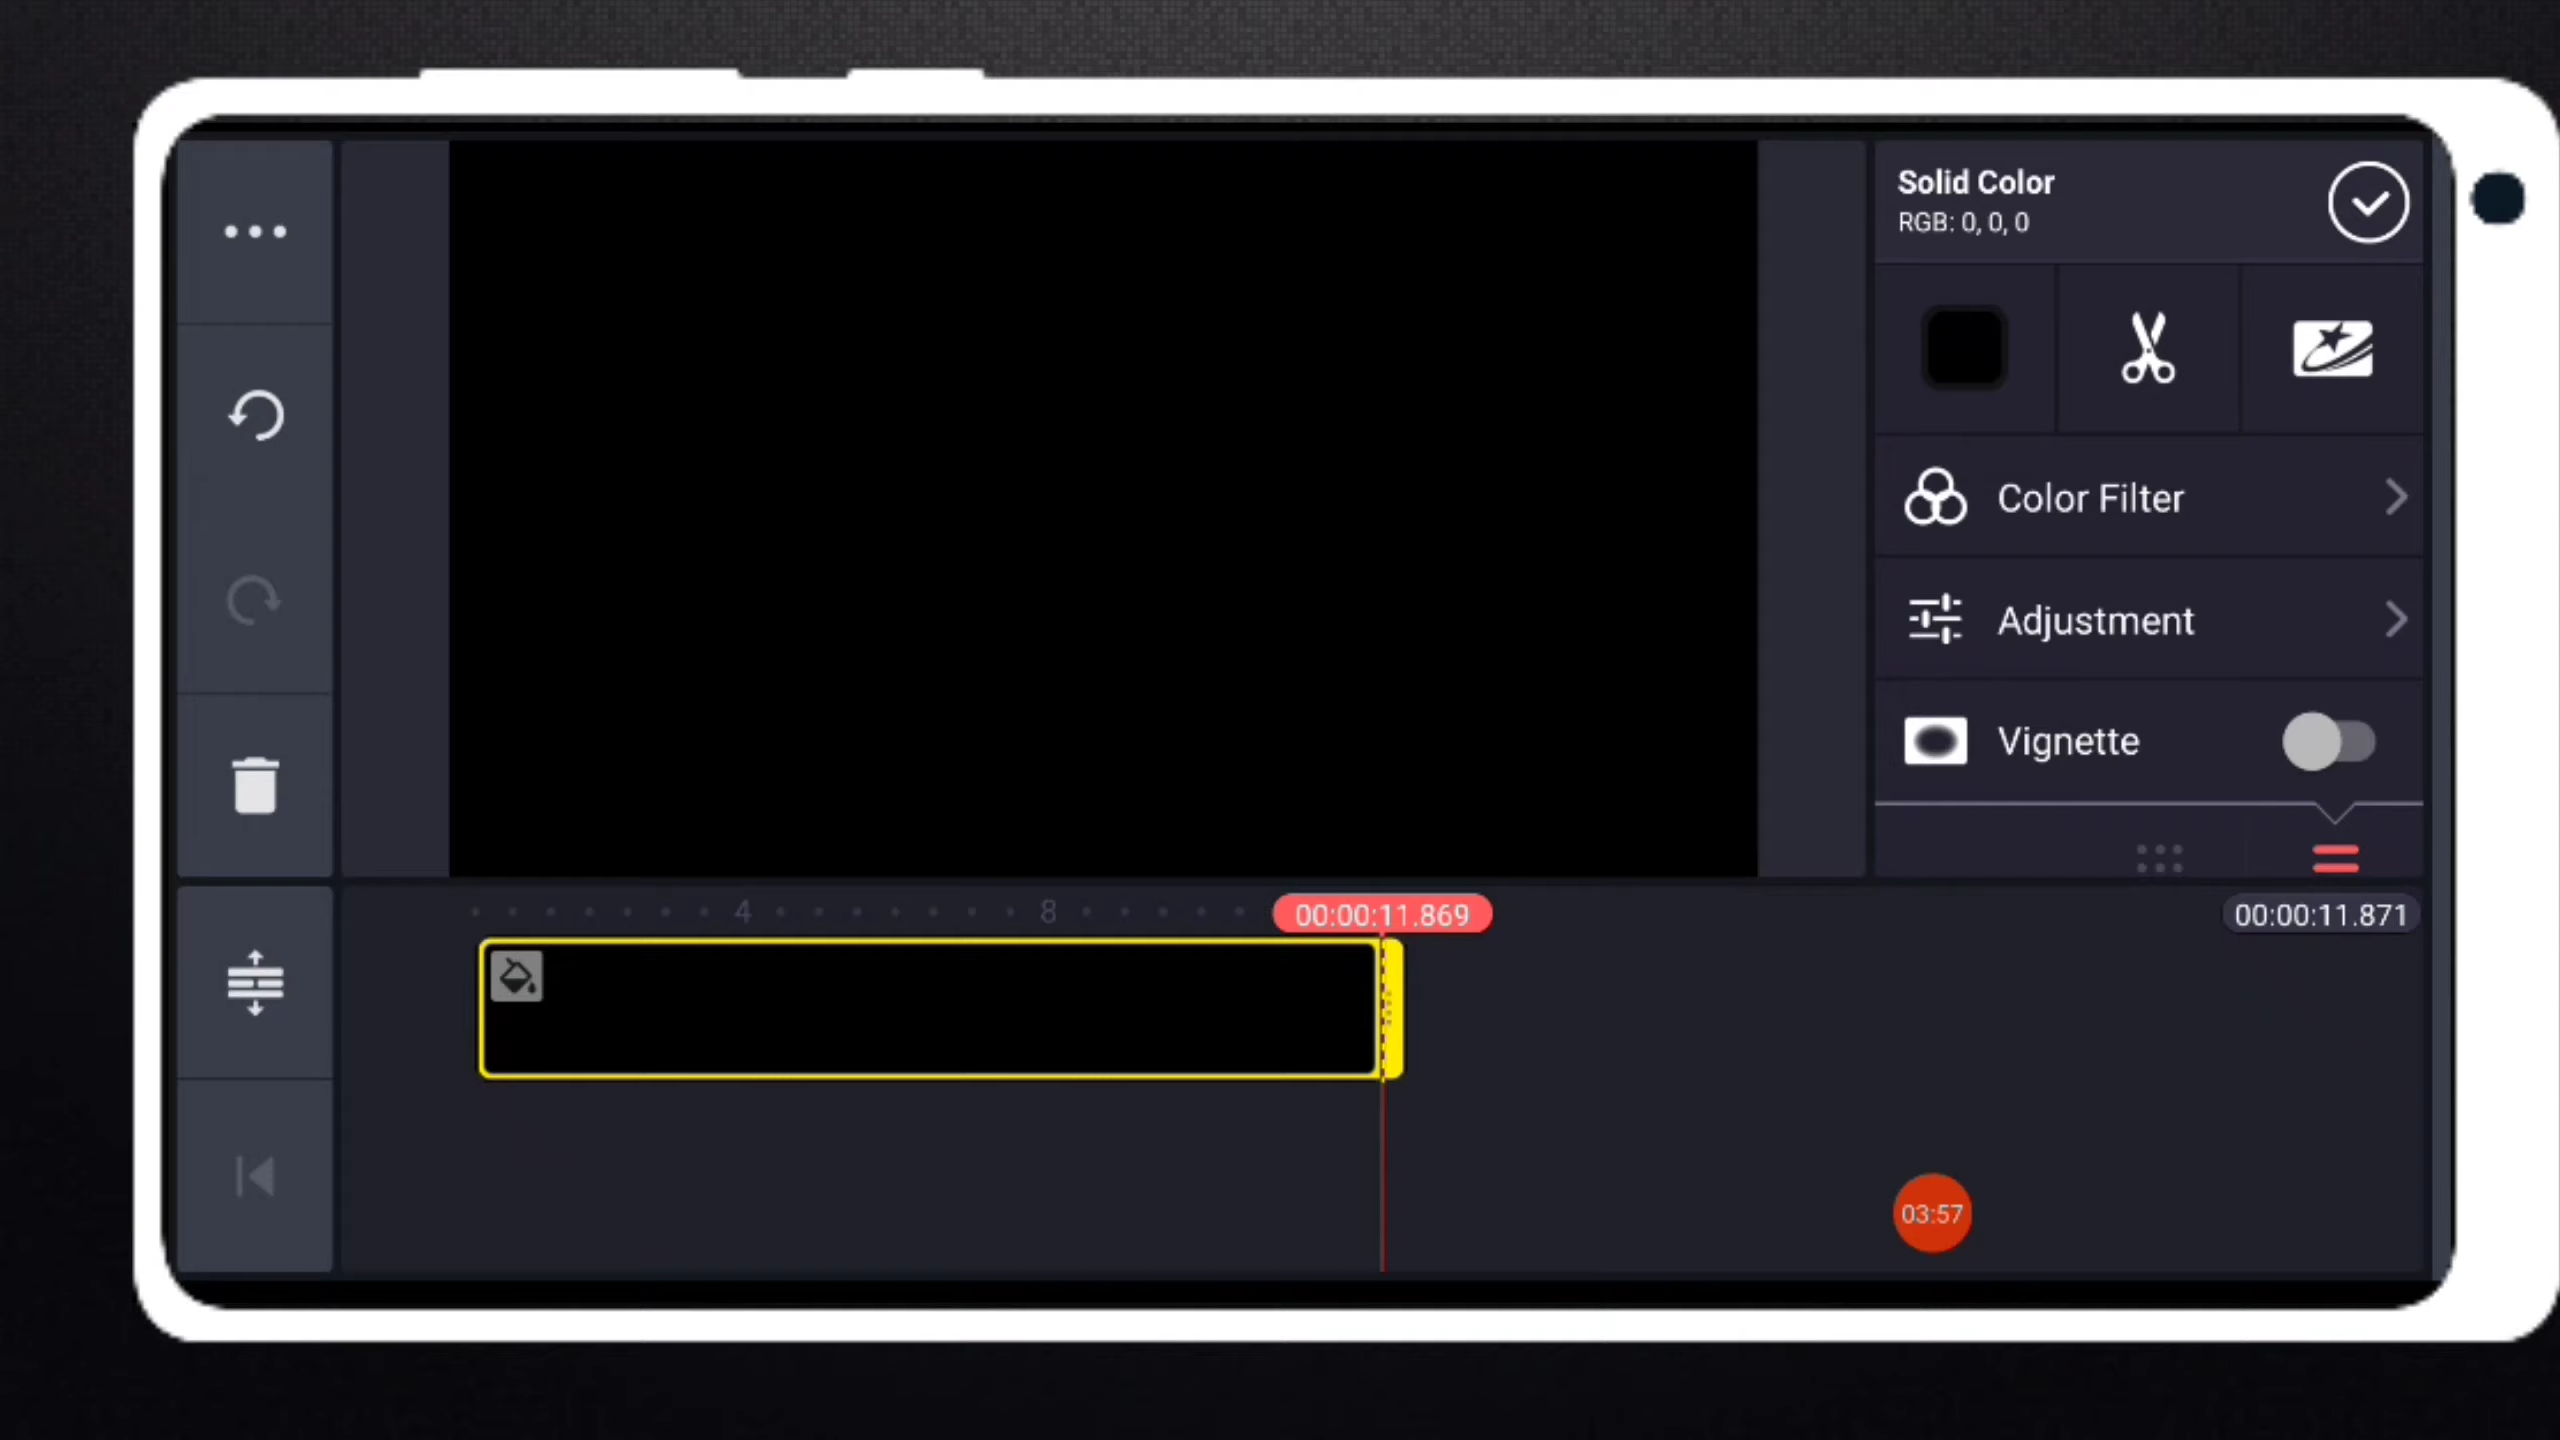 Solid Color
RGB: 0, 0, 0
Color Filter
Adjustment
Vignette
4
8
00:00:11.869
00:00:11.871
03:57